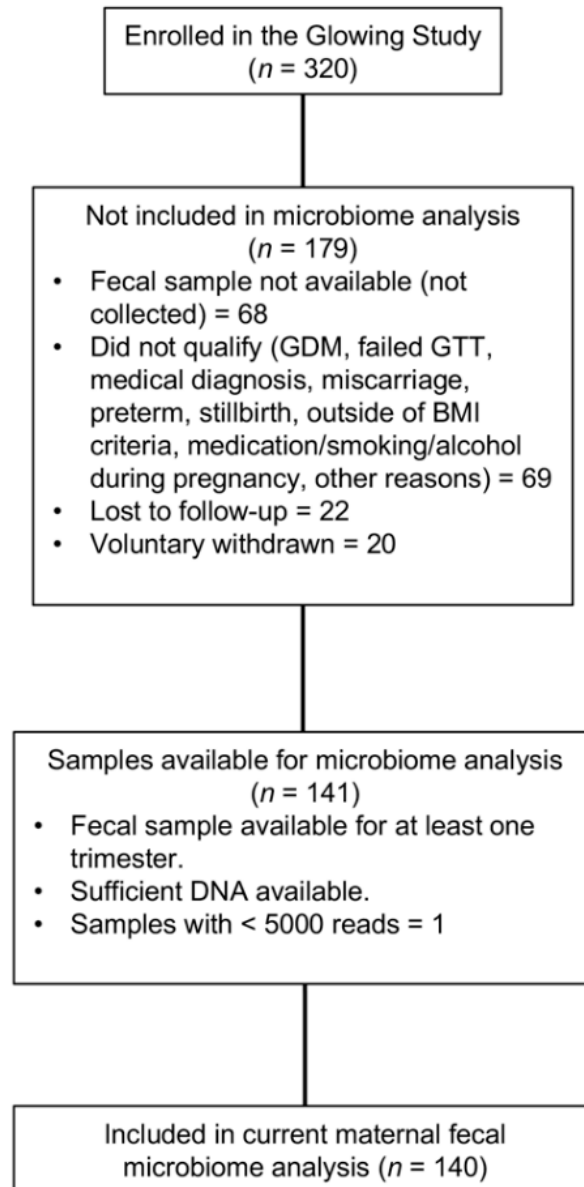 Enrolled in the Glowing Study
(n = 320)
Not included in microbiome analysis
(n = 179)
• Fecal sample not available (not
collected) = 68
• Did not qualify (GDM, failed GTT,
medical diagnosis, miscarriage,
preterm, stillbirth, outside of BMI
criteria, medication/smoking/alcohol
during pregnancy, other reasons) = 69
• Lost to follow-up = 22
• Voluntary withdrawn = 20
Samples available for microbiome analysis
(n = 141)
• Fecal sample available for at least one
trimester.
• Sufficient DNA available.
• Samples with < 5000 reads = 1
Included in current maternal fecal
microbiome analysis (n = 140)